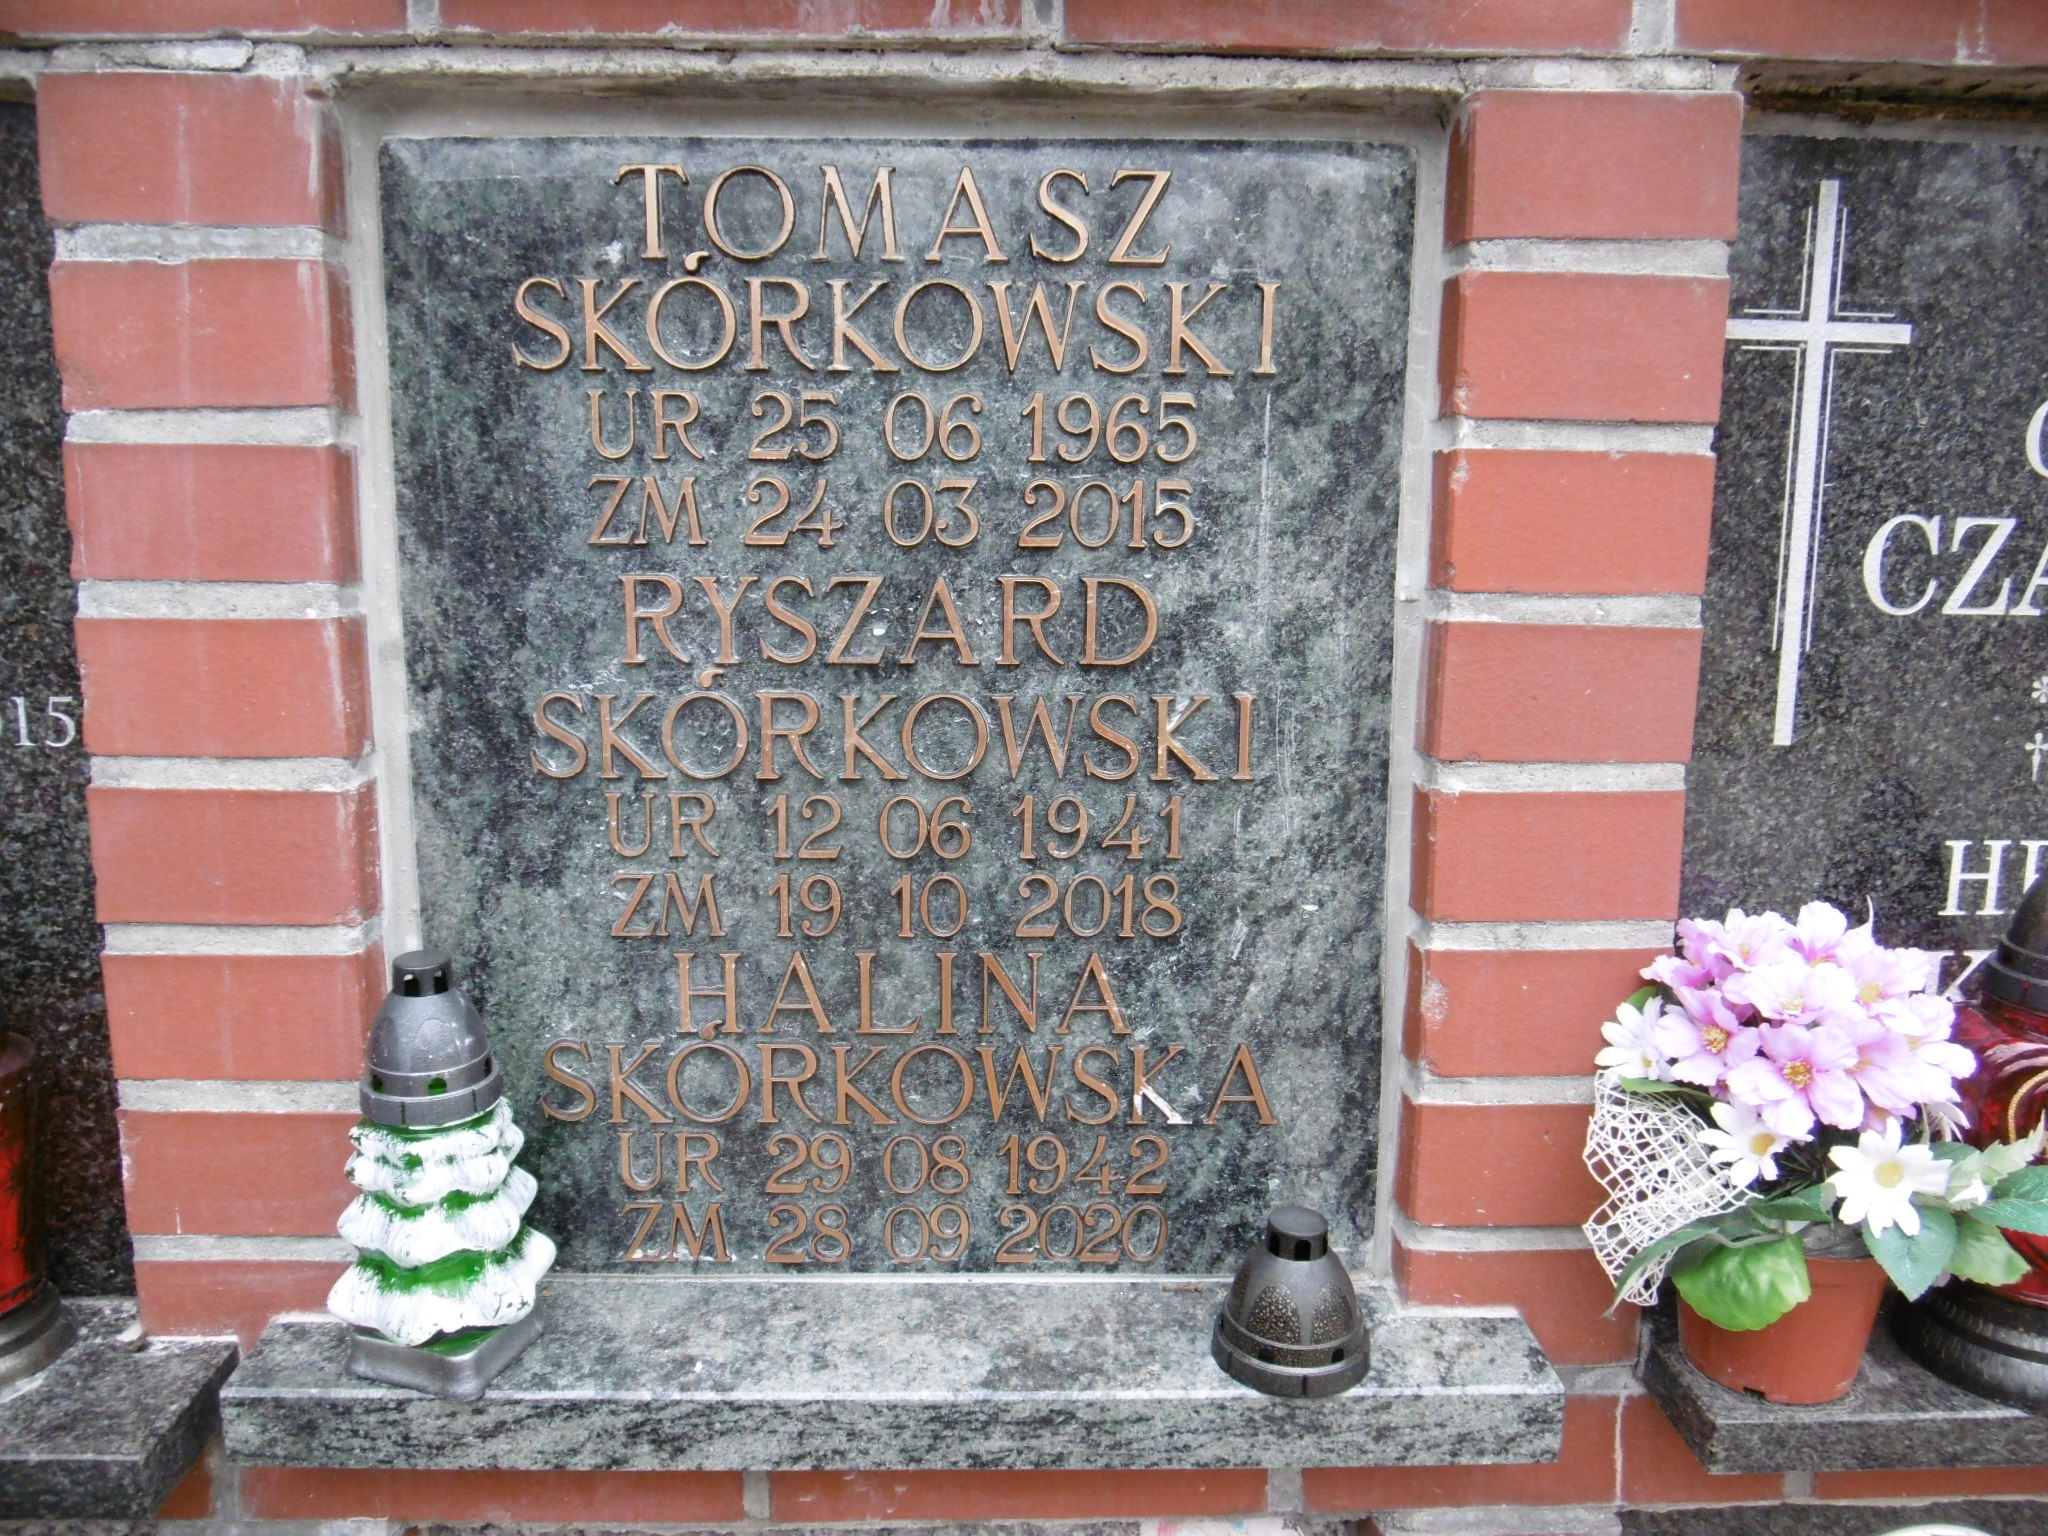 TOMASZ
SKÓRKOWSKI
UR 25 06 1965
ZM 24 03 2015
RYSZARD
SKÓRKOWSKI
UR 12 06 1941
ZM 19 10 2018
HALINA
SKÓRKOWSKA
UR 29 08 1942
ZM 28 09 2020